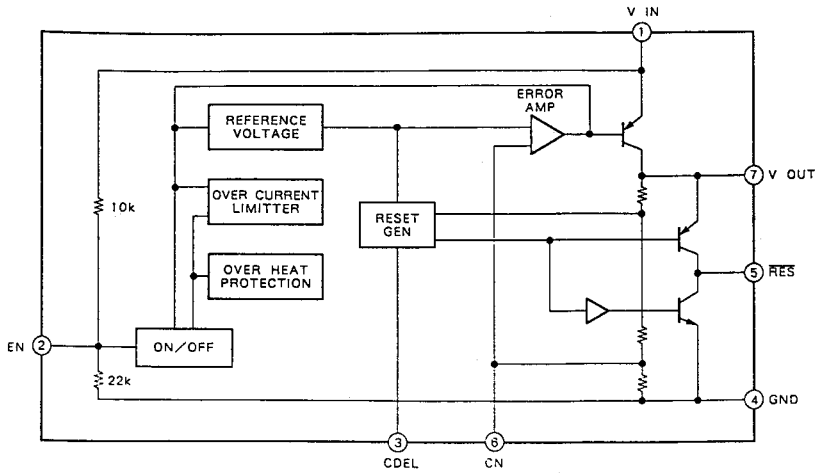 V IN
1
ERROR
AMP
REFERENCE
VOLTAGE
7 V OUT
10k
OVER CURRENT
LIMITTER
RESET
GEN
OVER HEAT
PROTECTION
5 RES
EN 2
ON/OFF
22k
4 GND
3
6
CDEL
CN